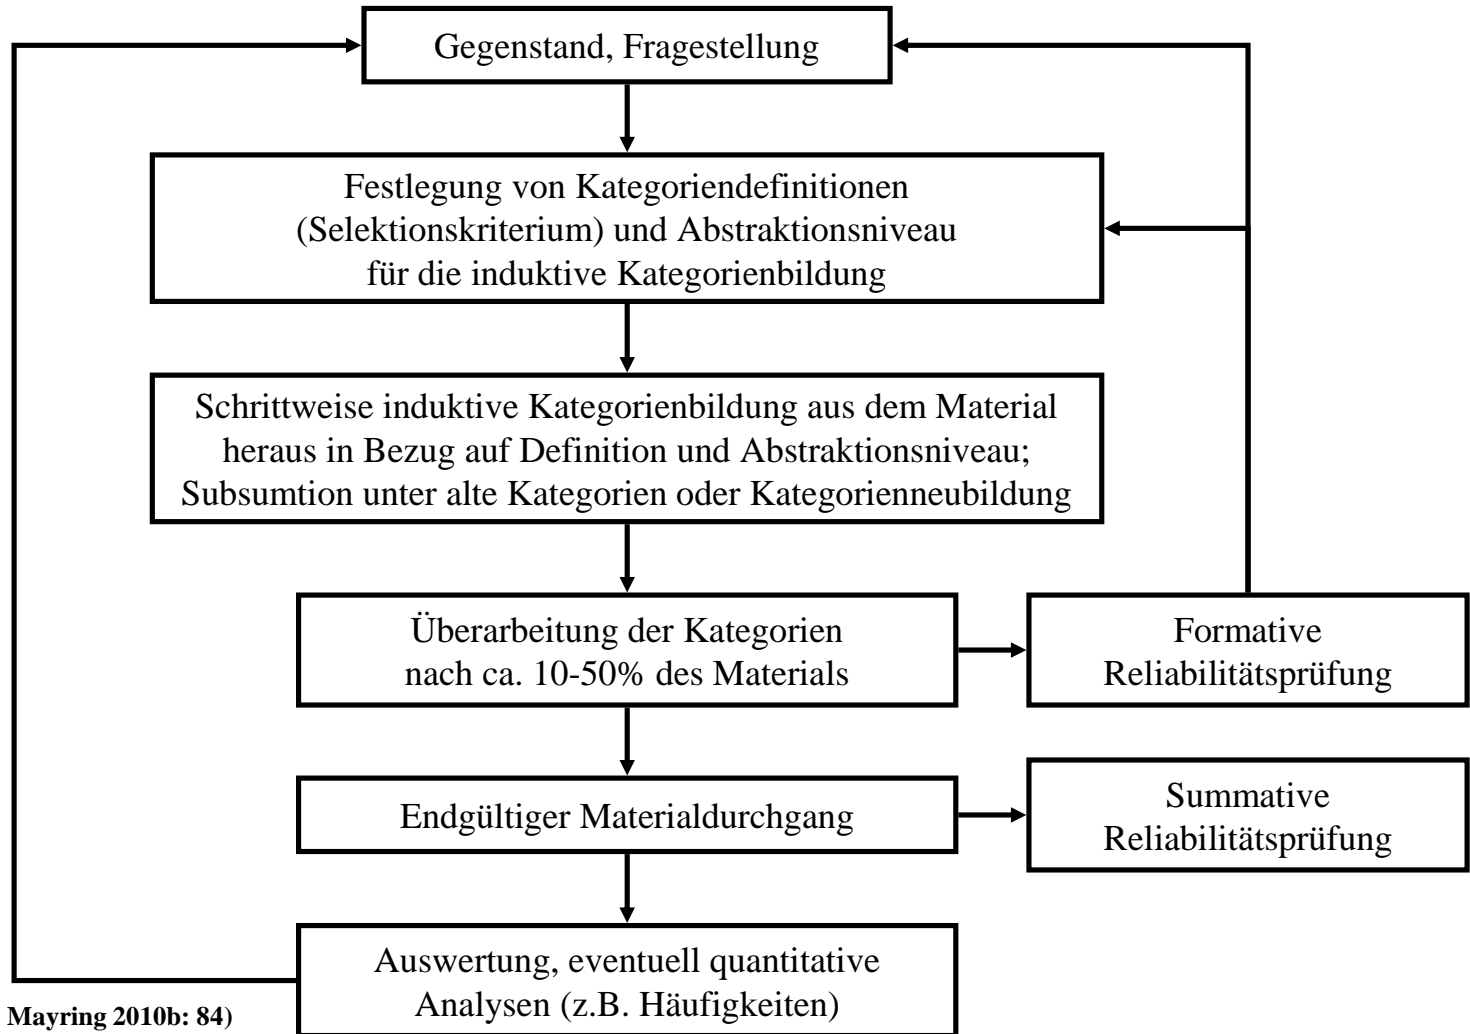 Gegenstand, Fragestellung
Festlegung von Kategoriendefinitionen
(Selektionskriterium) und Abstraktionsniveau
für die induktive Kategorienbildung
Schrittweise induktive Kategorienbildung aus dem Material
heraus in Bezug auf Definition und Abstraktionsniveau;
Subsumtion unter alte Kategorien oder Kategorienneubildung
Überarbeitung der Kategorien
nach ca. 10-50% des Materials
Formative
Reliabilitätsprüfung
Endgültiger Materialdurchgang
Summative
Reliabilitätsprüfung
Auswertung, eventuell quantitative
Analysen (z.B. Häufigkeiten)
Mayring 2010b: 84)